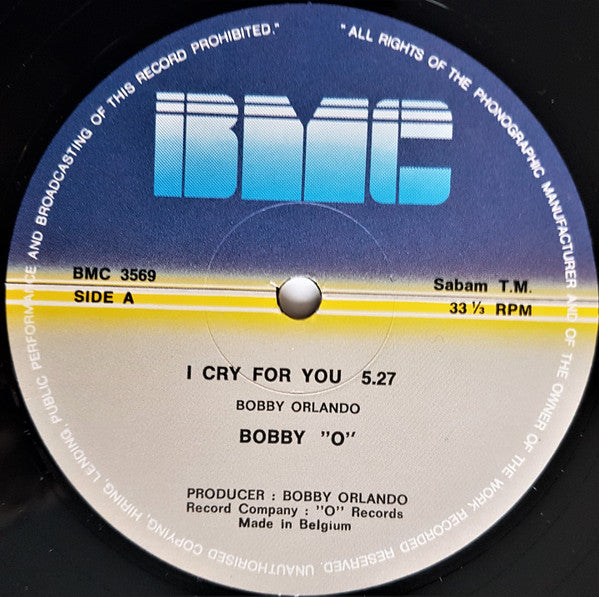 "ALL RIGHTS OF THE PHONOGRAPHIC MANUFACTURER AND OF THE OWNER OF THE WORK RECORDED RESERVED. UNAUTHORISED COPYING, HIRING, LENDING, PUBLIC PERFORMANCE AND BROADCASTING OF THIS RECORD PROHIBITED."
BMC
BMC 3569
Sabam T.M.
SIDE A
33 ⅓ RPM
I CRY FOR YOU 5.27
BOBBY ORLANDO
BOBBY "O"
PRODUCER : BOBBY ORLANDO
Record Company : "O" Records
Made in Belgium